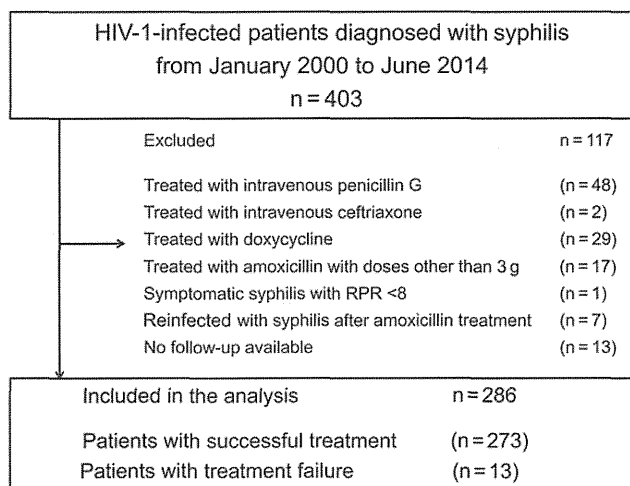 HIV-1-infected patients diagnosed with syphilis
from January 2000 to June 2014
n = 403
Excluded n = 117
Treated with intravenous penicillin G (n = 48)
Treated with intravenous ceftriaxone (n = 2)
Treated with doxycycline (n = 29)
Treated with amoxicillin with doses other than 3 g (n = 17)
Symptomatic syphilis with RPR <8 (n = 1)
Reinfected with syphilis after amoxicillin treatment (n = 7)
No follow-up available (n = 13)
Included in the analysis n = 286
Patients with successful treatment (n = 273)
Patients with treatment failure (n = 13)